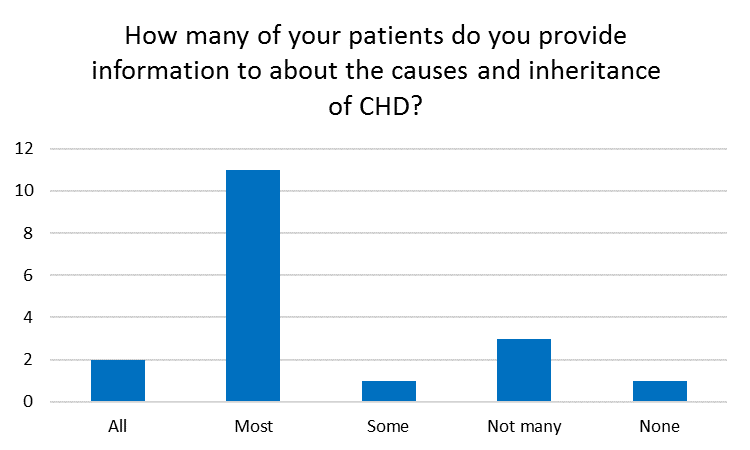 How many of your patients do you provide
information to about the causes and inheritance
of CHD?
12
10
8
6
4
2
0
All Most Some Not many None